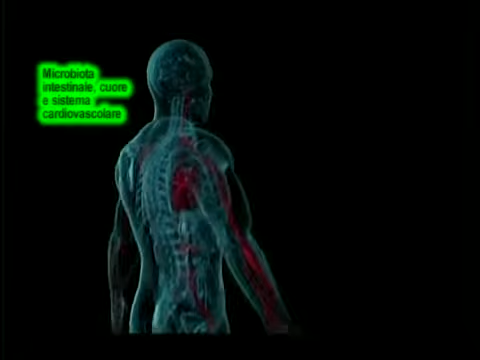 Microbiota
intestinale, cuore
e sistema
cardiovascolare